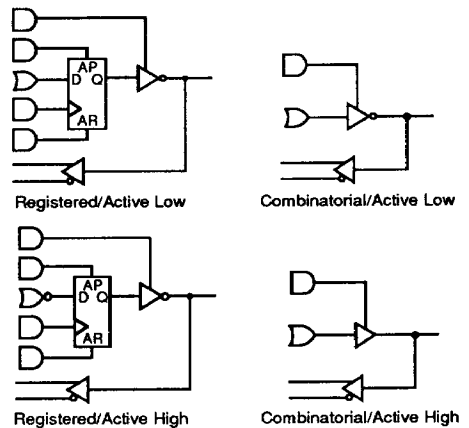 AP
D Q
AR
Registered/Active Low
Combinatorial/Active Low
AP
D Q
AR
Registered/Active High
Combinatorial/Active High